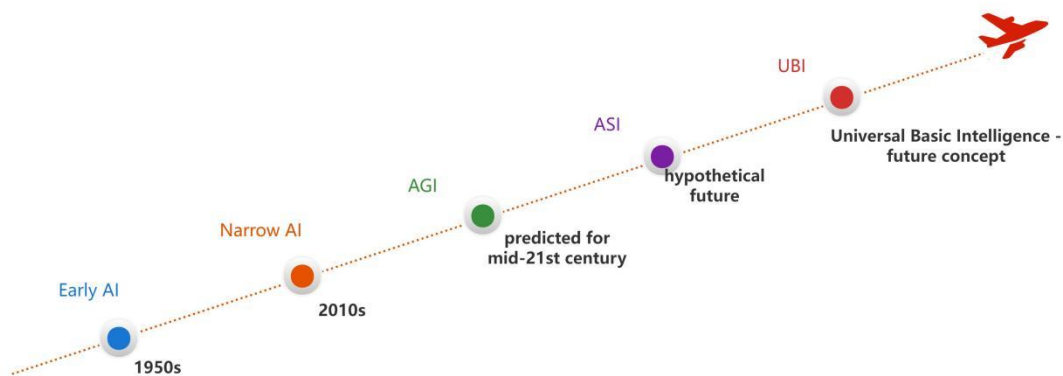 UBI
Universal Basic Intelligence -
future concept
ASI
hypothetical
future
AGI
predicted for
mid-21st century
Narrow AI
2010s
Early AI
1950s